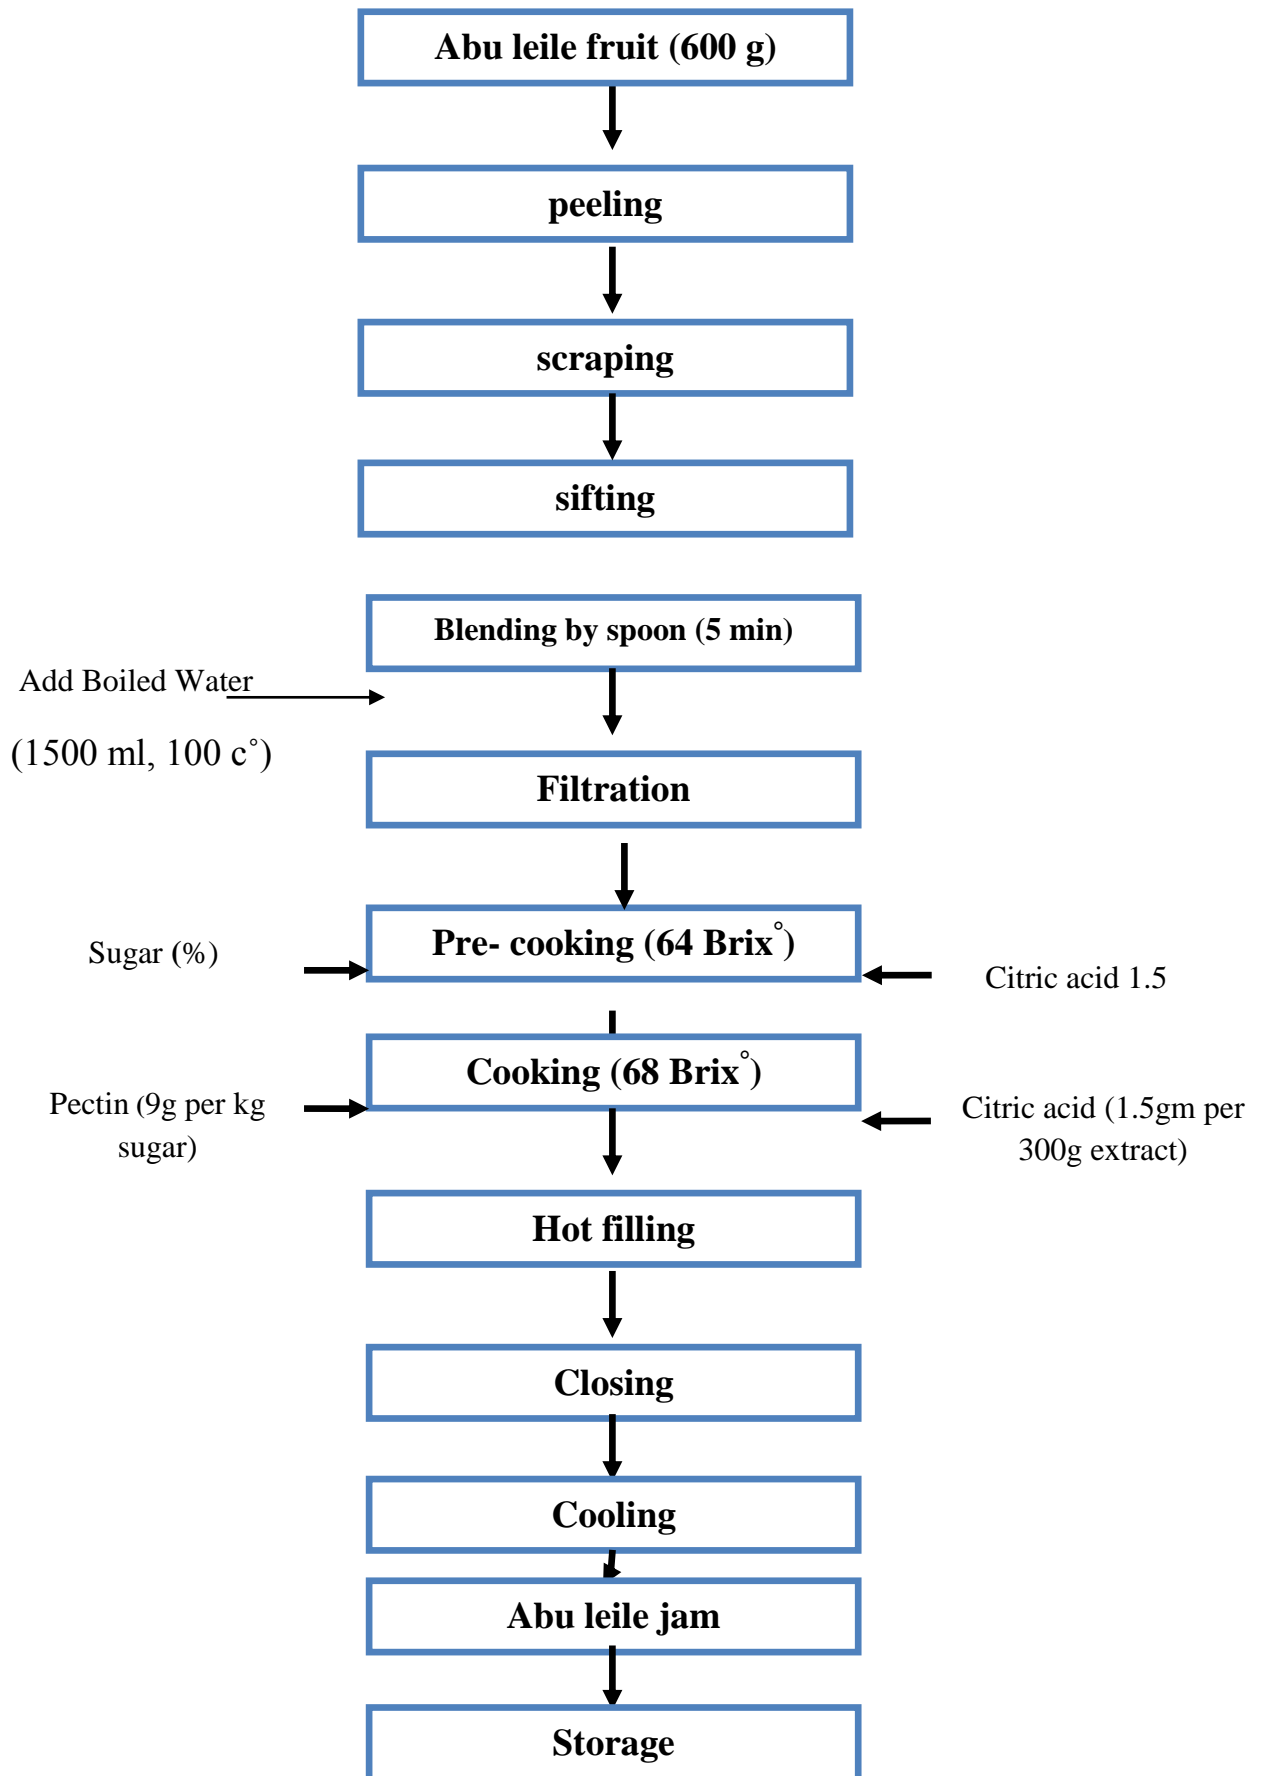 Abu leile fruit (600 g)
peeling
scraping
sifting
Blending by spoon (5 min)
Add Boiled Water
(1500 ml, 100 c˚)
Filtration
Pre- cooking (64 Brix˚)
Sugar (%)
Citric acid 1.5
Cooking (68 Brix˚)
Pectin (9g per kg
sugar)
Citric acid (1.5gm per
300g extract)
Hot filling
Closing
Cooling
Abu leile jam
Storage